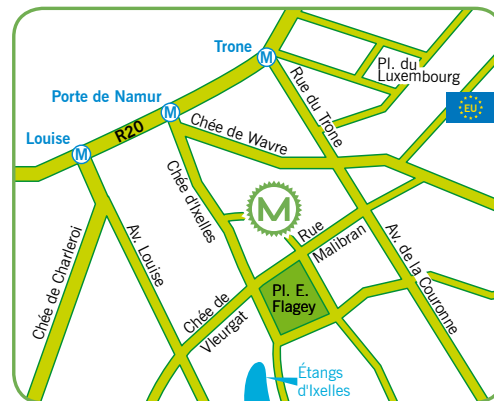 Trone
M
Pl. du
Luxembourg
Porte de Namur
M
Rue du Trone
EU
R20
Chée de Wavre
Louise
M
Chée d'Ixelles
M
Rue
Malibran
Av. Louise
Av. de la Couronne
Chée de Charleroi
Pl. E.
Flagey
Chée de
Vleurgat
Étangs
d'Ixelles